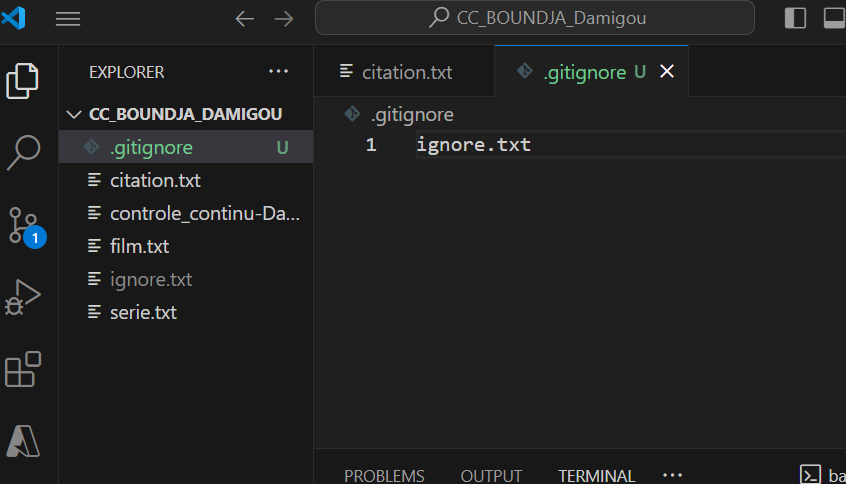 CC_BOUNDJA_Damigou
EXPLORER
CC_BOUNDJA_DAMIGOU
.gitignore U
citation.txt
controle_continu-Da...
film.txt
ignore.txt
serie.txt
1
citation.txt
.gitignore U
.gitignore
1 ignore.txt
PROBLEMS OUTPUT TERMINAL ba